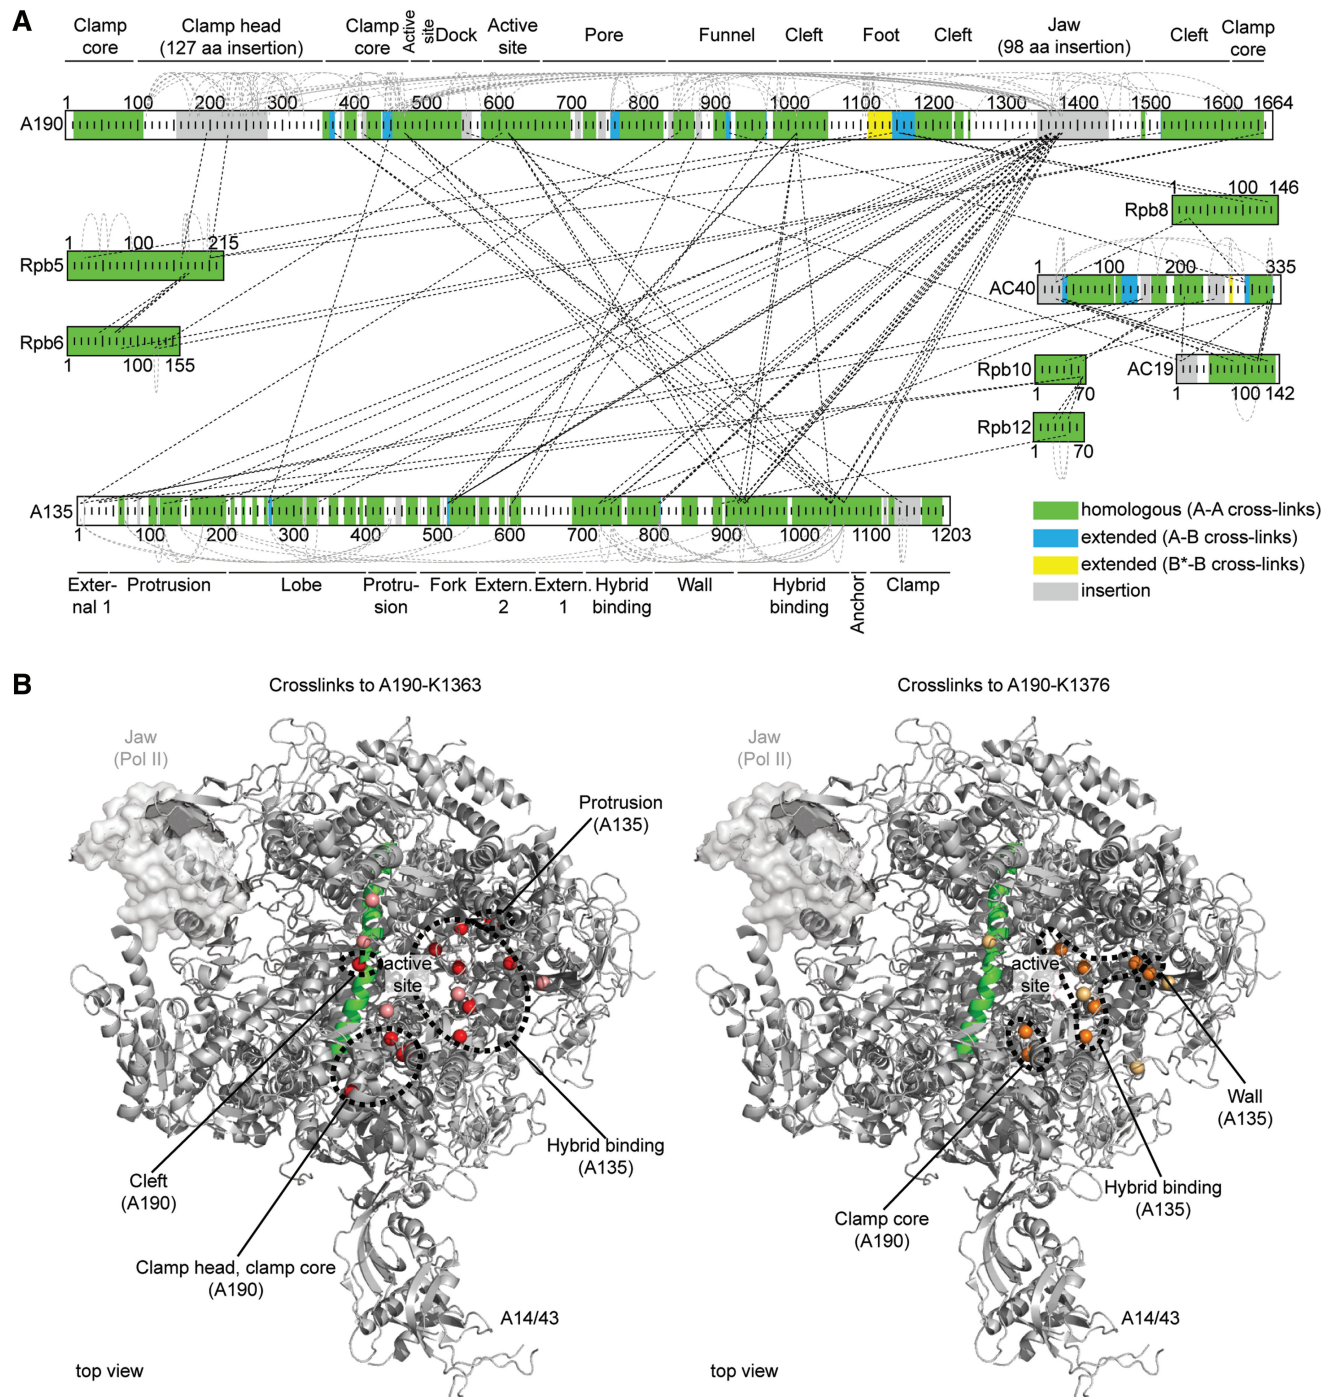 A
Clamp
core
Clamp head
(127 aa insertion)
Clamp
core
Active
site
Dock
Active
site
Pore
Funnel
Cleft
Foot
Cleft
Jaw
(98 aa insertion)
Cleft
Clamp
core
1 100 200 300 400 500 600 700 800 900 1000 1100 1200 1300 1400 1500 1600 1664
A190
1 100 146
Rpb8
1 100 215
Rpb5
1 100 200 335
AC40
Rpb6
1 100 155
Rpb10
1 70
AC19
1 100 142
Rpb12
1 70
A135
1 100 200 300 400 500 600 700 800 900 1000 1100 1203
Exter-
nal 1
Protrusion
Lobe
Protru-
sion
Fork
Extern.
2
Extern.
1
Hybrid
binding
Wall
Hybrid
binding
Anchor
Clamp
homologous (A-A cross-links)
extended (A-B cross-links)
extended (B*-B cross-links)
insertion
B
Crosslinks to A190-K1363
Jaw
(Pol II)
Protrusion
(A135)
active
site
Cleft
(A190)
Hybrid binding
(A135)
Clamp head, clamp core
(A190)
A14/43
top view
Crosslinks to A190-K1376
Jaw
(Pol II)
active
site
Wall
(A135)
Hybrid binding
(A135)
Clamp core
(A190)
A14/43
top view